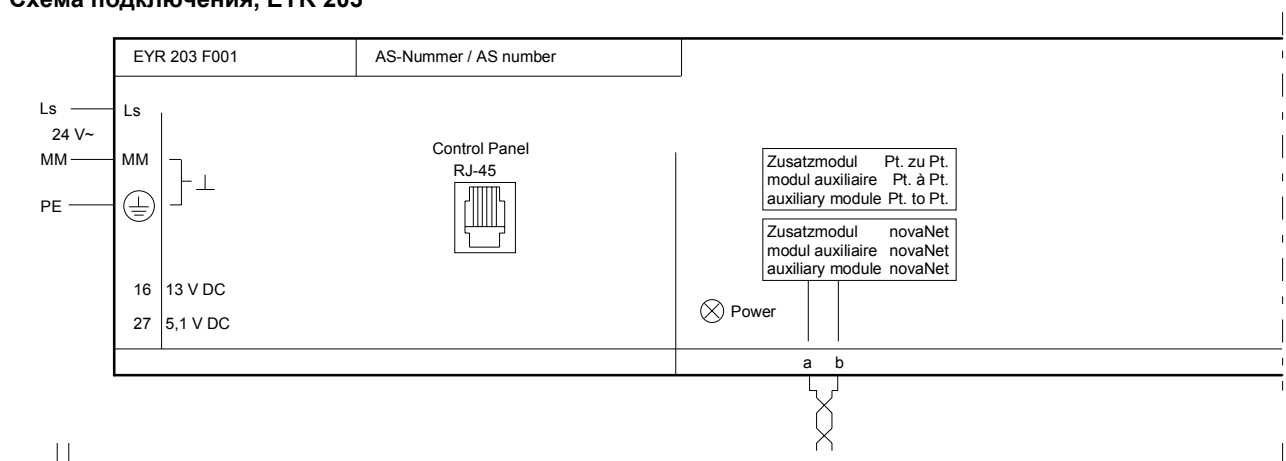 Схема подключения, EYR 203
EYR 203 F001
AS-Nummer / AS number
Ls
Ls
24 V~
MM
MM
PE
Control Panel
RJ-45
Zusatzmodul Pt. zu Pt.
modul auxiliaire Pt. à Pt.
auxiliary module Pt. to Pt.
Zusatzmodul novaNet
modul auxiliaire novaNet
auxiliary module novaNet
16 13 V DC
27 5,1 V DC
Power
a b